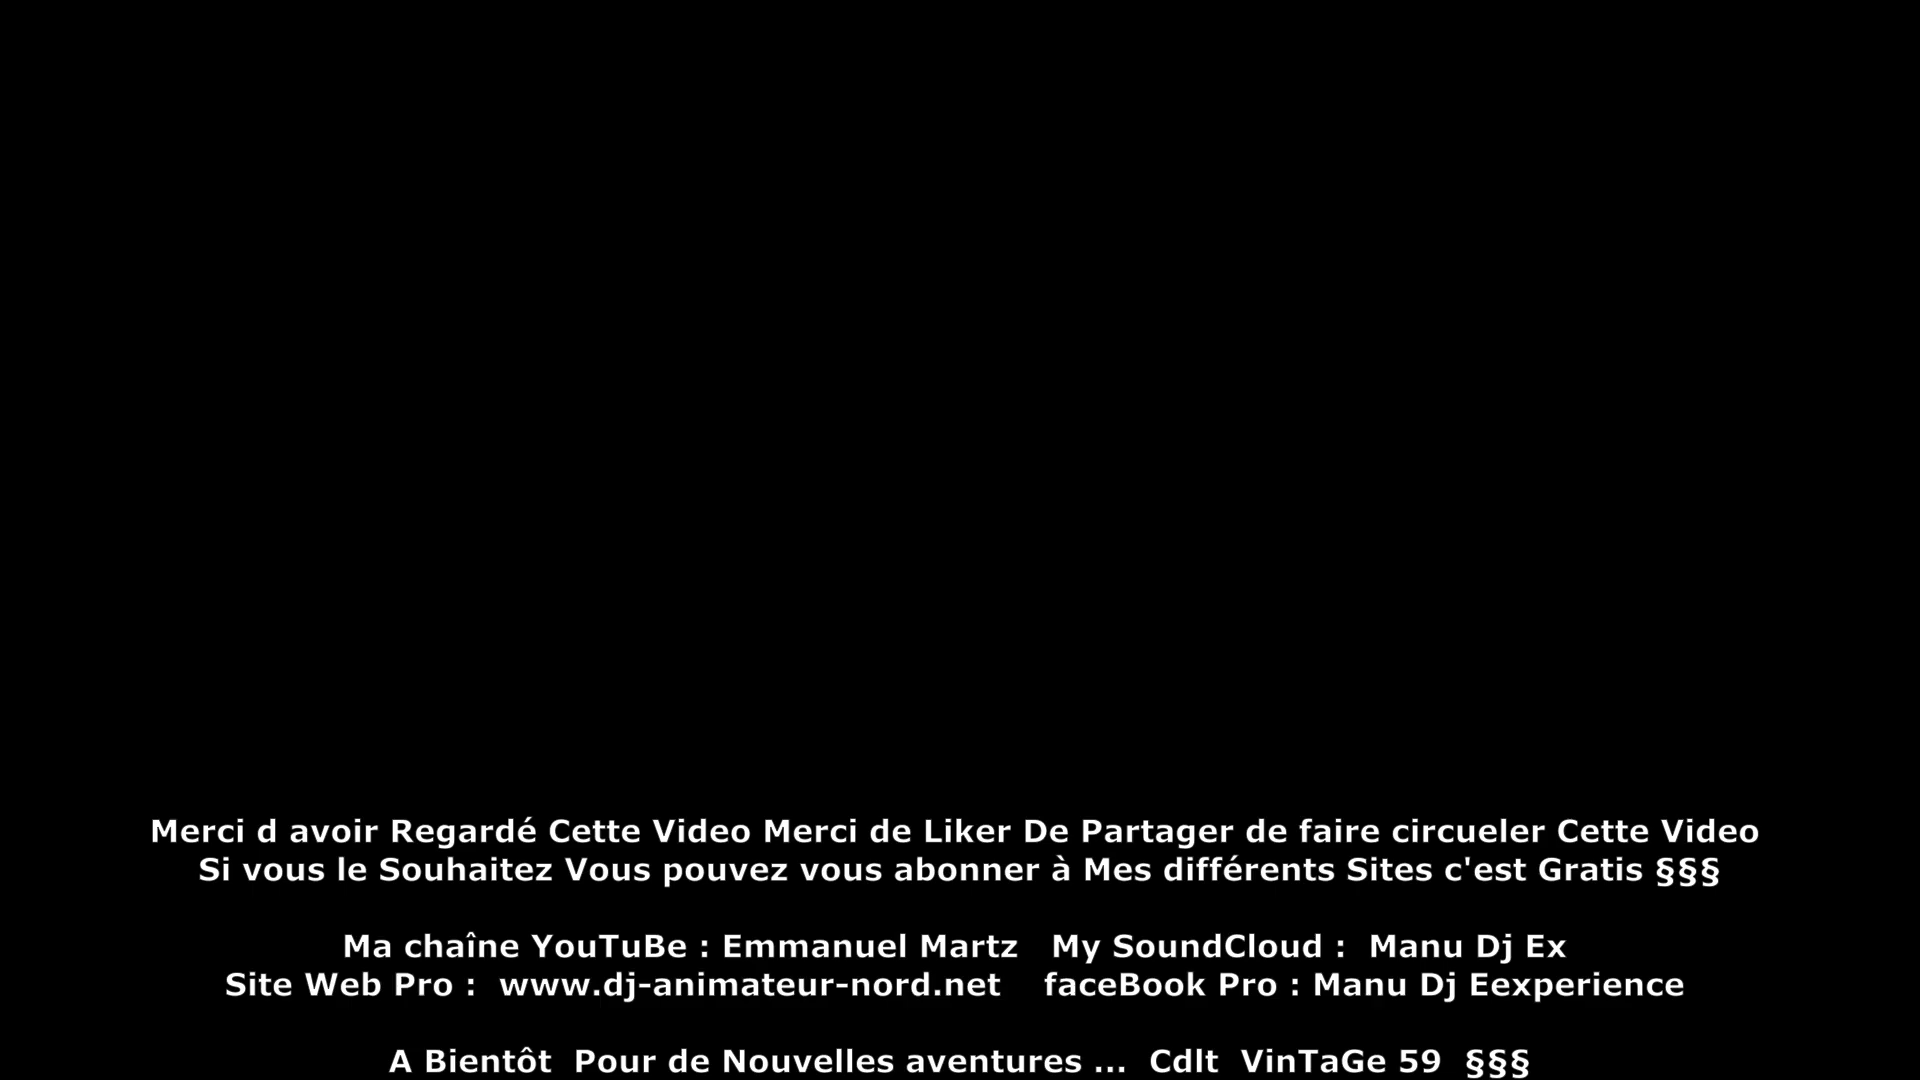 Merci d avoir Regardé Cette Video Merci de Liker De Partager de faire circueler Cette Video
Si vous le Souhaitez Vous pouvez vous abonner à Mes différents Sites c'est Gratis §§§
Ma chaîne YouTuBe : Emmanuel Martz   My SoundCloud :  Manu Dj Ex
Site Web Pro :  www.dj-animateur-nord.net    faceBook Pro : Manu Dj Eexperience
A Bientôt  Pour de Nouvelles aventures ...  Cdlt  VinTaGe 59  §§§